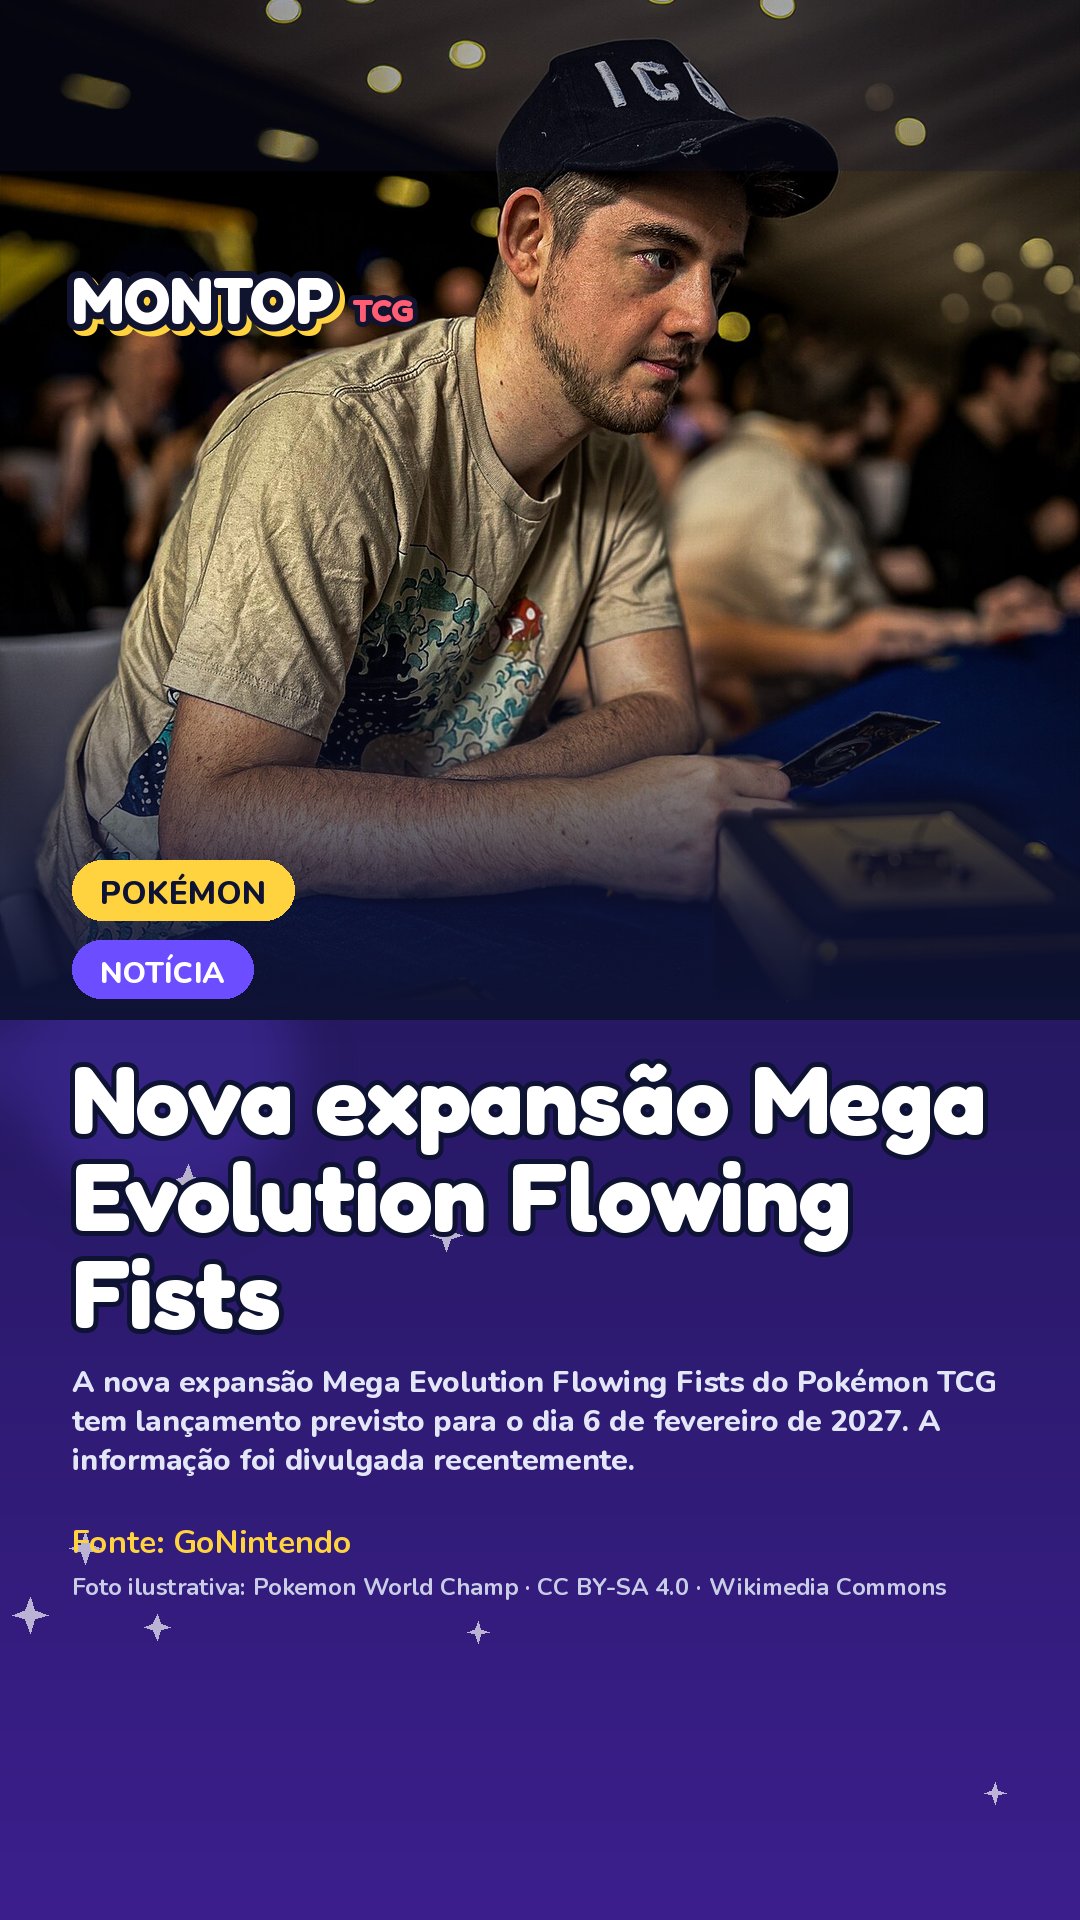 MONTOP TCG
POKÉMON
NOTÍCIA
Nova expansão Mega
Evolution Flowing
Fists
A nova expansão Mega Evolution Flowing Fists do Pokémon TCG
tem lançamento previsto para o dia 6 de fevereiro de 2027. A
informação foi divulgada recentemente.
Fonte: GoNintendo
Foto ilustrativa: Pokemon World Champ · CC BY-SA 4.0 · Wikimedia Commons